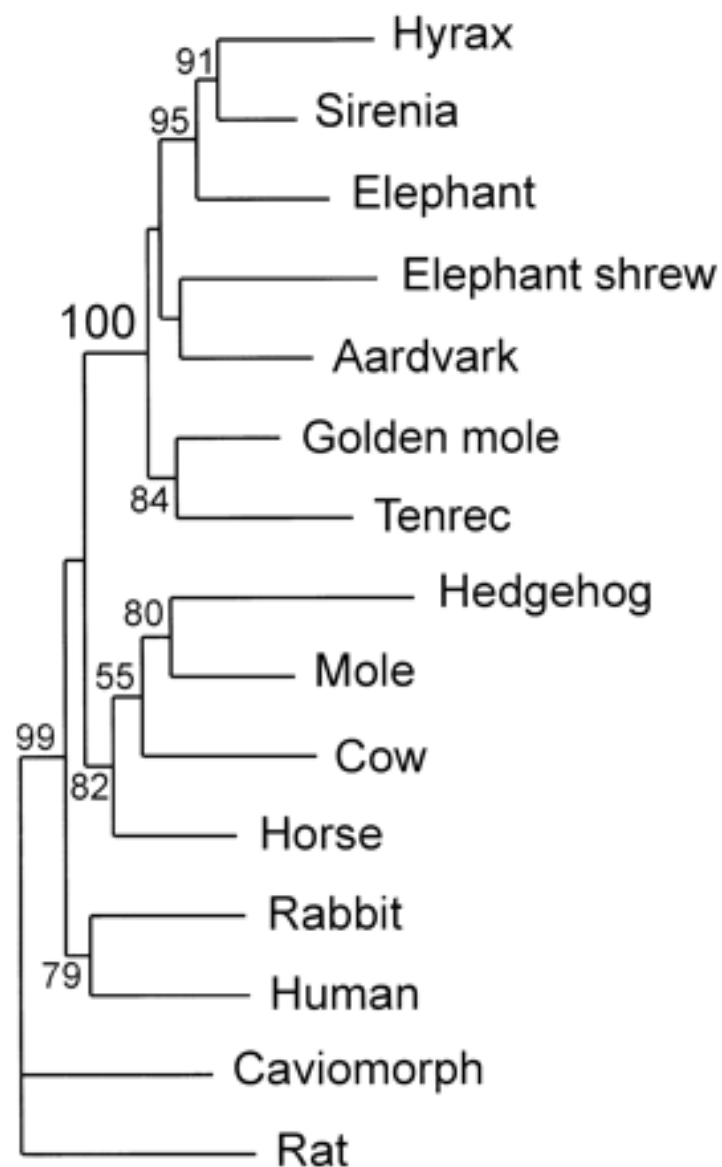 Hyrax
91
Sirenia
95
Elephant
Elephant shrew
100
Aardvark
Golden mole
84
Tenrec
Hedgehog
80
55
Mole
99
Cow
82
Horse
Rabbit
79
Human
Caviomorph
Rat